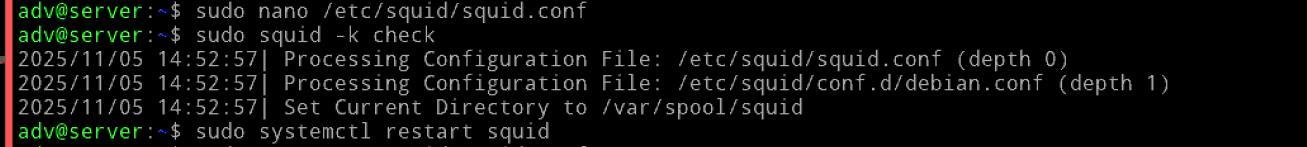 adv@server:~$ sudo nano /etc/squid/squid.conf
adv@server:~$ sudo squid -k check
2025/11/05 14:52:57| Processing Configuration File: /etc/squid/squid.conf (depth 0)
2025/11/05 14:52:57| Processing Configuration File: /etc/squid/conf.d/debian.conf (depth 1)
2025/11/05 14:52:57| Set Current Directory to /var/spool/squid
adv@server:~$ sudo systemctl restart squid